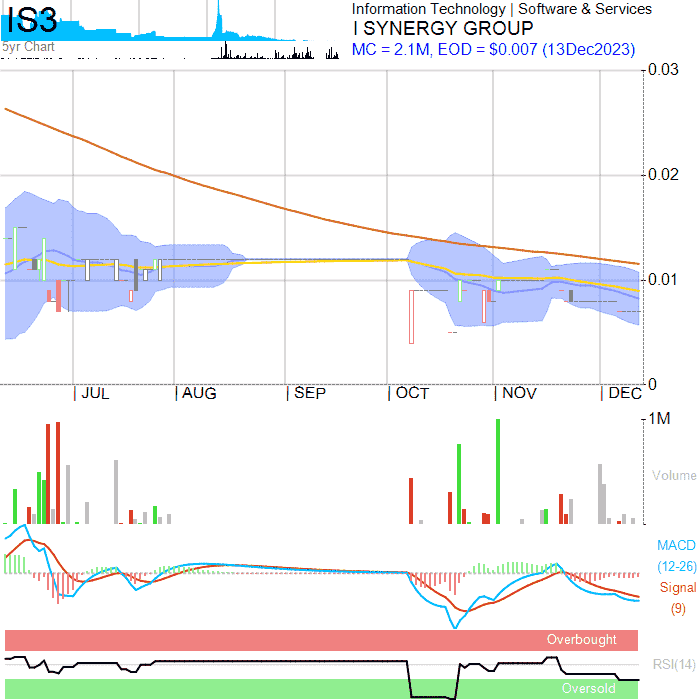 IS3
5yr Chart
Information Technology | Software & Services
I SYNERGY GROUP
MC = 2.1M, EOD = $0.007 (13Dec2023)
0.03
0.02
0.01
0
JUL
AUG
SEP
OCT
NOV
DEC
1M
Volume
MACD
(12-26)
Signal
(9)
Overbought
RSI(14)
Oversold